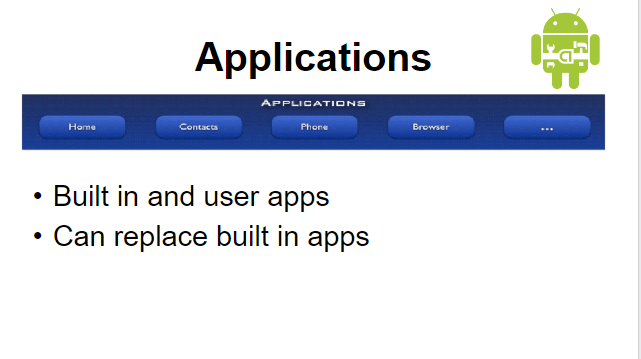 Applications
APPLICATIONS
Home Contacts Phone Browser ...
• Built in and user apps
• Can replace built in apps